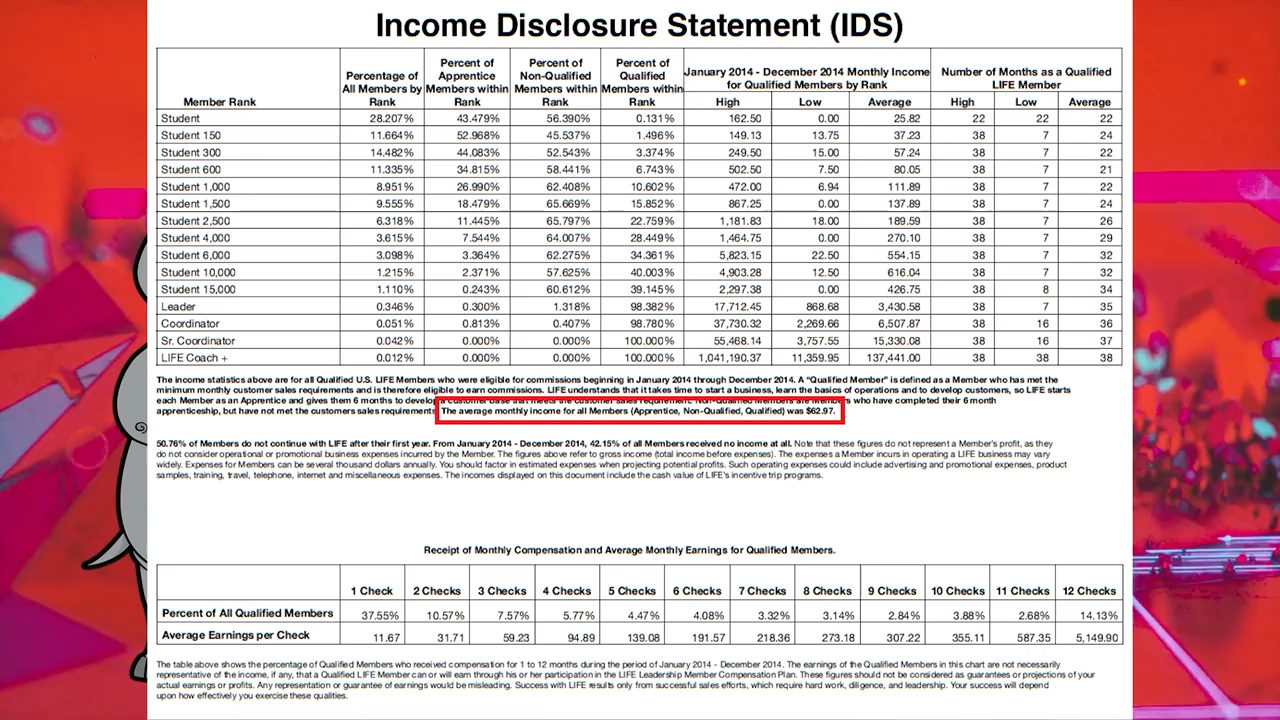 Income Disclosure Statement (IDS)
Member Rank | Percentage of All Members by Rank | Percent of Apprentice Members within Rank | Percent of Non-Qualified Members within Rank | Percent of Qualified Members within Rank | January 2014 - December 2014 Monthly Income for Qualified Members by Rank | Number of Months as a Qualified LIFE Member
High | Low | Average | High | Low | Average
Student | 28.207% | 43.479% | 56.390% | 0.131% | 162.50 | 0.00 | 25.82 | 22 | 22 | 22
Student 150 | 11.664% | 52.968% | 45.537% | 1.496% | 149.13 | 13.75 | 37.23 | 38 | 7 | 24
Student 300 | 14.482% | 44.083% | 52.543% | 3.374% | 249.50 | 15.00 | 57.24 | 38 | 7 | 22
Student 600 | 11.335% | 34.815% | 58.441% | 6.743% | 502.50 | 7.50 | 80.05 | 38 | 7 | 21
Student 1,000 | 8.951% | 26.990% | 62.408% | 10.602% | 472.00 | 6.94 | 111.89 | 38 | 7 | 22
Student 1,500 | 9.555% | 18.479% | 65.669% | 15.852% | 867.25 | 0.00 | 137.89 | 38 | 7 | 24
Student 2,500 | 6.318% | 11.445% | 65.797% | 22.759% | 1,181.83 | 18.00 | 189.59 | 38 | 7 | 26
Student 4,000 | 3.615% | 7.544% | 64.007% | 28.449% | 1,464.75 | 0.00 | 270.10 | 38 | 7 | 29
Student 6,000 | 3.098% | 3.364% | 62.275% | 34.361% | 5,823.15 | 22.50 | 554.15 | 38 | 7 | 32
Student 10,000 | 1.215% | 2.371% | 57.625% | 40.003% | 4,903.28 | 12.50 | 616.04 | 38 | 7 | 32
Student 15,000 | 1.110% | 0.243% | 60.612% | 39.145% | 2,297.38 | 0.00 | 426.75 | 38 | 8 | 34
Leader | 0.346% | 0.300% | 1.318% | 98.382% | 17,712.45 | 868.68 | 3,430.58 | 38 | 7 | 35
Coordinator | 0.051% | 0.813% | 0.407% | 98.780% | 37,730.32 | 2,269.66 | 6,507.87 | 38 | 16 | 36
Sr. Coordinator | 0.042% | 0.000% | 0.000% | 100.000% | 55,468.14 | 3,757.55 | 15,330.08 | 38 | 16 | 37
LIFE Coach + | 0.012% | 0.000% | 0.000% | 100.000% | 1,041,190.37 | 11,359.95 | 137,441.00 | 38 | 38 | 38
The income statistics above are for all Qualified U.S. LIFE Members who were eligible for commissions beginning in January 2014 through December 2014. A “Qualified Member” is defined as a Member who has met the
minimum monthly customer sales requirements and is therefore eligible to earn commissions. LIFE understands that it takes time to start a business, learn the basics of operations and to develop customers, so LIFE starts
each Member as an Apprentice and gives them 6 months to develop a customer base that meets the customer sales requirement. Non-Qualified Members are Members who have completed their 6 month
apprenticeship, but have not met the customers sales requirements. The average monthly income for all Members (Apprentice, Non-Qualified, Qualified) was $62.97.
50.76% of Members do not continue with LIFE after their first year. From January 2014 - December 2014, 42.15% of all Members received no income at all. Note that these figures do not represent a Member's profit, as they
do not consider operational or promotional business expenses incurred by the Member. The figures above refer to gross income (total income before expenses). The expenses a Member incurs in operating a LIFE business may vary
widely. Expenses for Members can be several thousand dollars annually. You should factor in estimated expenses when projecting potential profits. Such operating expenses could include advertising and promotional expenses, product
samples, training, travel, telephone, internet and miscellaneous expenses. The incomes displayed on this document include the cash value of LIFE's incentive trip programs.
Receipt of Monthly Compensation and Average Monthly Earnings for Qualified Members.
1 Check | 2 Checks | 3 Checks | 4 Checks | 5 Checks | 6 Checks | 7 Checks | 8 Checks | 9 Checks | 10 Checks | 11 Checks | 12 Checks
Percent of All Qualified Members | 37.55% | 10.57% | 7.57% | 5.77% | 4.47% | 4.08% | 3.32% | 3.14% | 2.84% | 3.88% | 2.68% | 14.13%
Average Earnings per Check | 11.67 | 31.71 | 59.23 | 94.89 | 139.08 | 191.57 | 218.36 | 273.18 | 307.22 | 355.11 | 587.35 | 5,149.90
The table above shows the percentage of Qualified Members who received compensation for 1 to 12 months during the period of January 2014 - December 2014. The earnings of the Qualified Members in this chart are not necessarily
representative of the income, if any, that a Qualified LIFE Member can or will earn through his or her participation in the LIFE Leadership Member Compensation Plan. These figures should not be considered as guarantees or projections of your
actual earnings or profits. Any representation or guarantee of earnings would be misleading. Success with LIFE results only from successful sales efforts, which require hard work, diligence, and leadership. Your success will depend
upon how effectively you exercise these qualities.